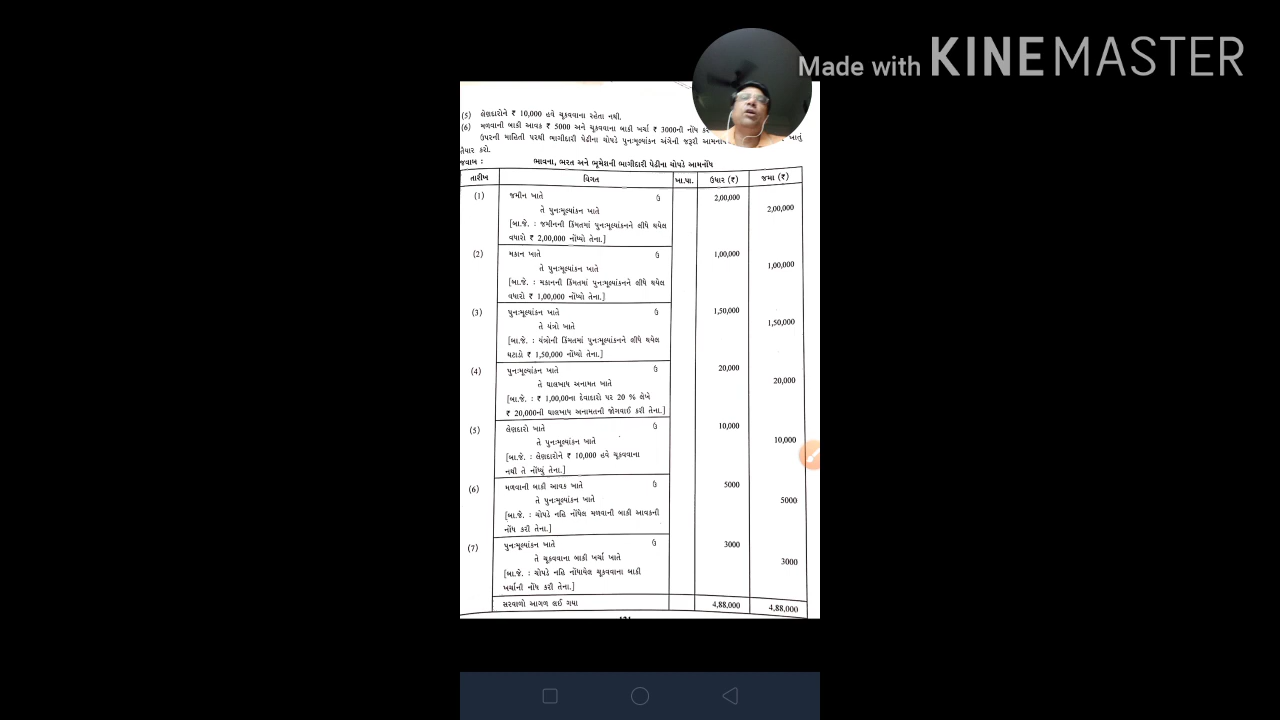 Made with KINEMASTER
(5) લેણદારોને ₹ 10,000 હવે ચૂકવવાના રહેતા નથી.
(6) મળવાની બાકી આવક ₹ 5000 અને ચૂકવવાના બાકી ખર્ચા ₹ 3000ની નોંધ કર
ઉપરની માહિતી પરથી ભાગીદારી પેઢીના ચોપડે પુનઃમૂલ્યાંકન અંગેની જરૂરી આમનોં ખાતું
તૈયાર કરો.
જવાબ : ભાવના, ભરત અને ભૂમેશની ભાગીદારી પેઢીના ચોપડે આમનોંધ
તારીખ વિગત ખા.પા. ઉધાર (₹) જમા (₹)
(1) જમીન ખાતે ઉ 2,00,000
તે પુનઃમૂલ્યાંકન ખાતે 2,00,000
[બા.જે. : જમીનની કિંમતમાં પુનઃમૂલ્યાંકનને લીધે થયેલ
વધારો ₹ 2,00,000 નોંધ્યો તેના.]
(2) મકાન ખાતે ઉ 1,00,000
તે પુનઃમૂલ્યાંકન ખાતે 1,00,000
[બા.જે. : મકાનની કિંમતમાં પુનઃમૂલ્યાંકનને લીધે થયેલ
વધારો ₹ 1,00,000 નોંધ્યો તેના.]
(3) પુનઃમૂલ્યાંકન ખાતે ઉ 1,50,000
તે યંત્રો ખાતે 1,50,000
[બા.જે. : યંત્રોની કિંમતમાં પુનઃમૂલ્યાંકનને લીધે થયેલ
ઘટાડો ₹ 1,50,000 નોંધ્યો તેના.]
(4) પુનઃમૂલ્યાંકન ખાતે ઉ 20,000
તે ઘાલખાધ અનામત ખાતે 20,000
[બા.જે. : ₹ 1,00,00ના દેવાદારો પર 20 % લેખે
₹ 20,000ની ઘાલખાધ અનામતની જોગવાઈ કરી તેના.]
(5) લેણદારો ખાતે ઉ 10,000
તે પુનઃમૂલ્યાંકન ખાતે 10,000
[બા.જે. : લેણદારોને ₹ 10,000 હવે ચૂકવવાના
નથી તે નોંધ્યું તેના.]
(6) મળવાની બાકી આવક ખાતે ઉ 5000
તે પુનઃમૂલ્યાંકન ખાતે 5000
[બા.જે. : ચોપડે નહિ નોંધેલ મળવાની બાકી આવકની
નોંધ કરી તેના.]
(7) પુનઃમૂલ્યાંકન ખાતે ઉ 3000
તે ચૂકવવાના બાકી ખર્ચા ખાતે 3000
[બા.જે. : ચોપડે નહિ નોંધાયેલ ચૂકવવાના બાકી
ખર્ચાની નોંધ કરી તેના.]
સરવાળો આગળ લઈ ગયા 4,88,000 4,88,000